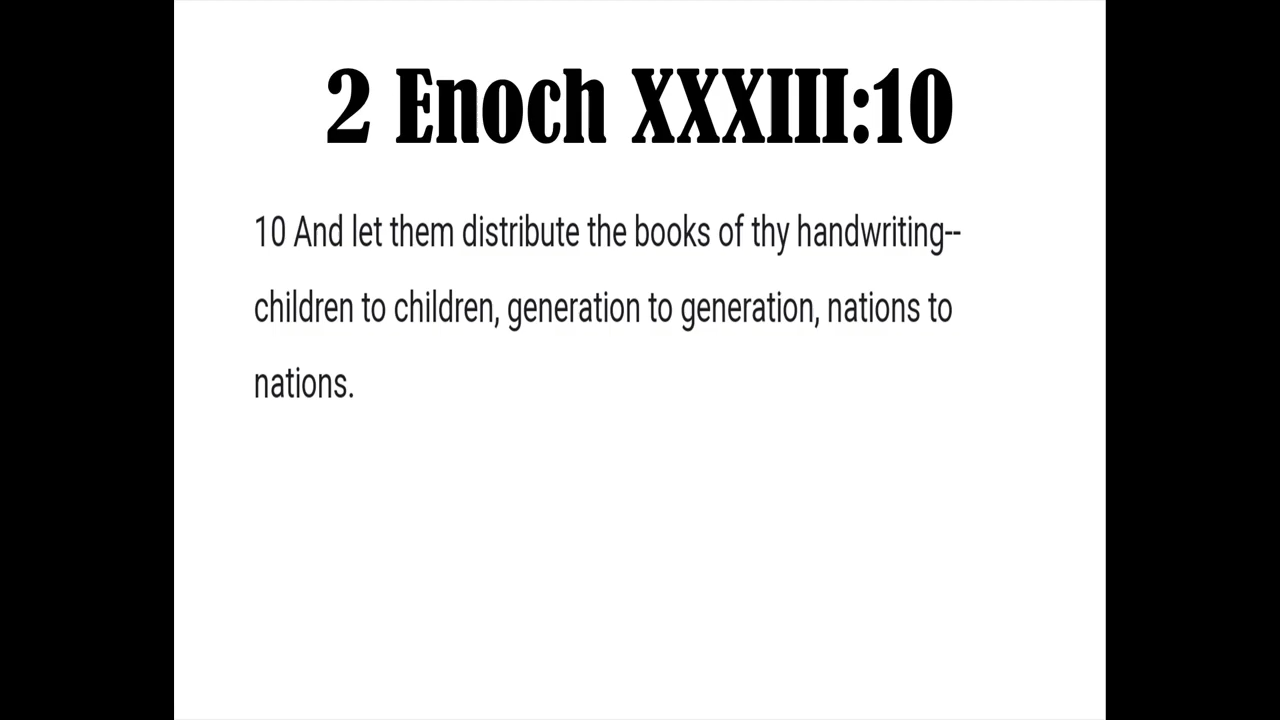 2 Enoch XXXIII:10
10 And let them distribute the books of thy handwriting--
children to children, generation to generation, nations to
nations.